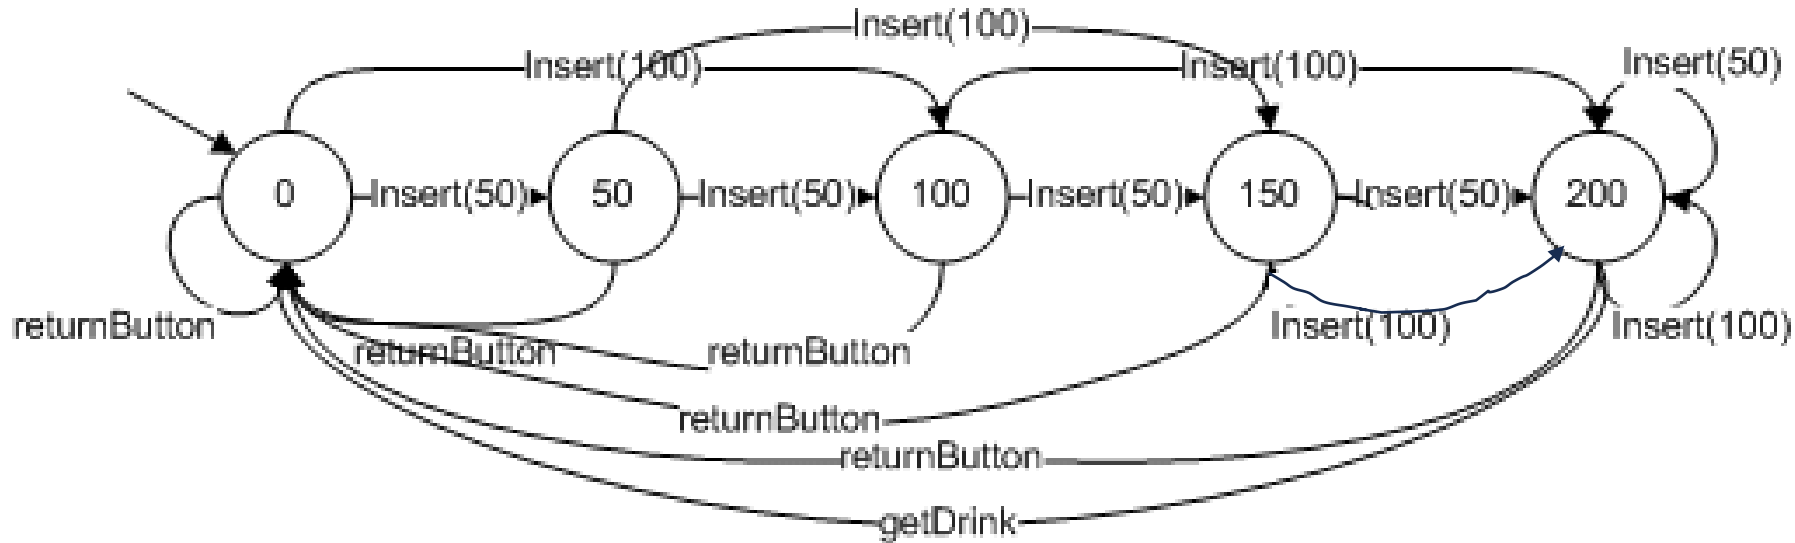 Insert(100)
Insert(100)
Insert(100)
Insert(50)
0
Insert(50)
50
Insert(50)
100
Insert(50)
150
Insert(50)
200
returnButton
returnButton
returnButton
Insert(100)
Insert(100)
returnButton
returnButton
getDrink